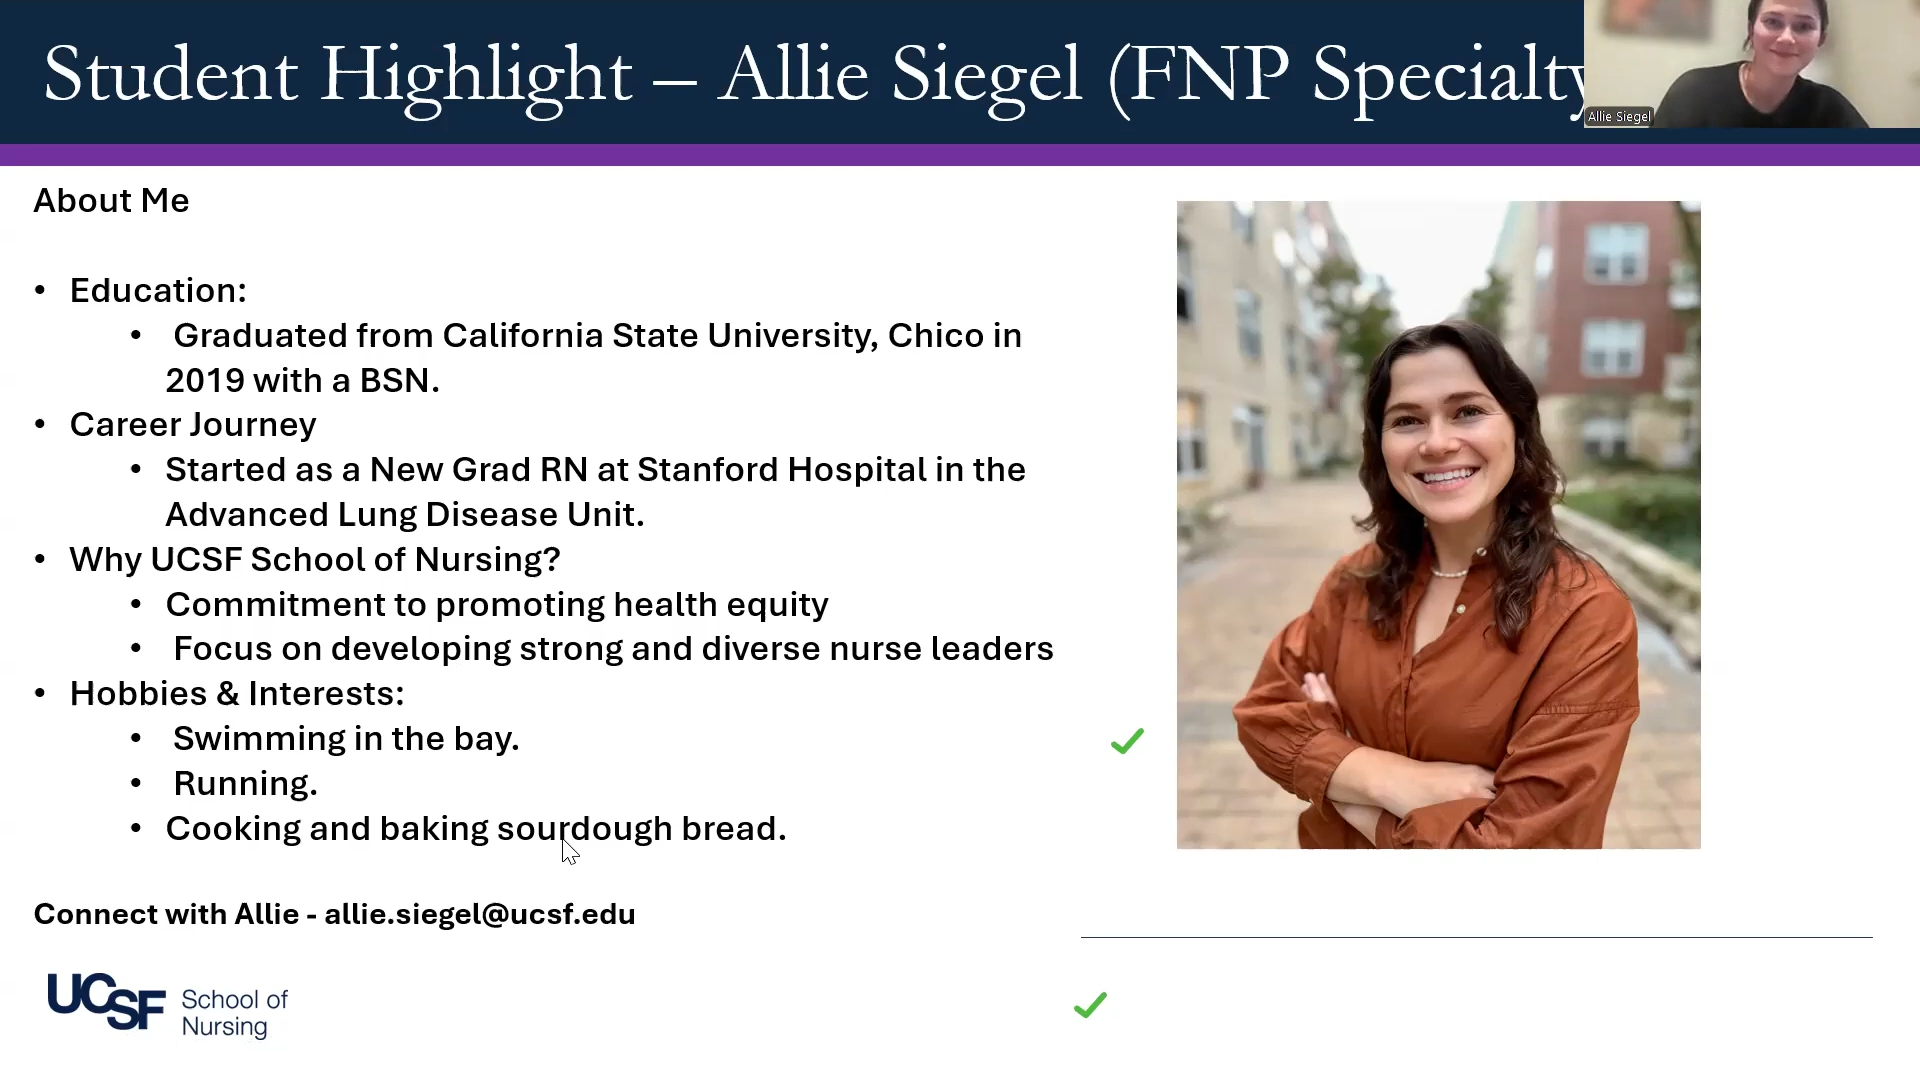 Student Highlight – Allie Siegel (FNP Specialty
Allie Siegel
About Me
• Education:
• Graduated from California State University, Chico in
2019 with a BSN.
• Career Journey
• Started as a New Grad RN at Stanford Hospital in the
Advanced Lung Disease Unit.
• Why UCSF School of Nursing?
• Commitment to promoting health equity
• Focus on developing strong and diverse nurse leaders
• Hobbies & Interests:
• Swimming in the bay.
• Running.
• Cooking and baking sourdough bread.
Connect with Allie - allie.siegel@ucsf.edu
UCSF School of
Nursing